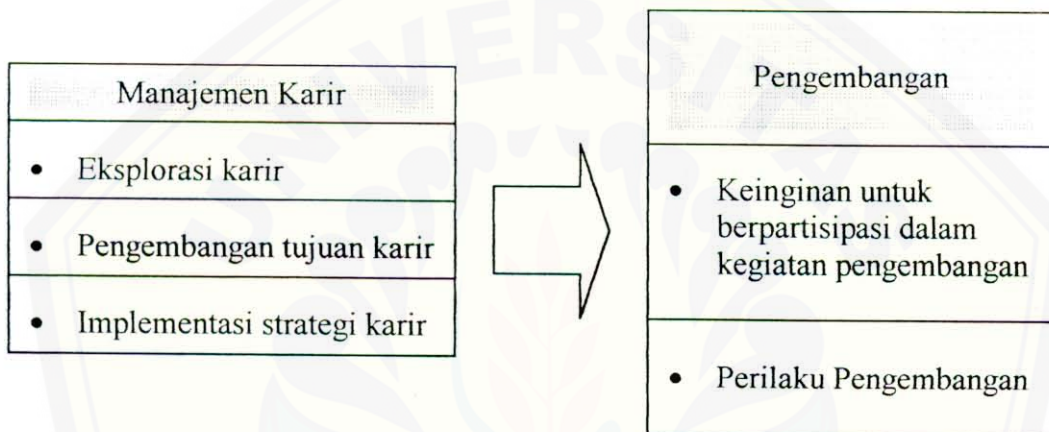 UNIVERSITA
Manajemen Karir
• Eksplorasi karir
• Pengembangan tujuan karir
• Implementasi strategi karir
Pengembangan
• Keinginan untuk
berpartisipasi dalam
kegiatan pengembangan
• Perilaku Pengembangan